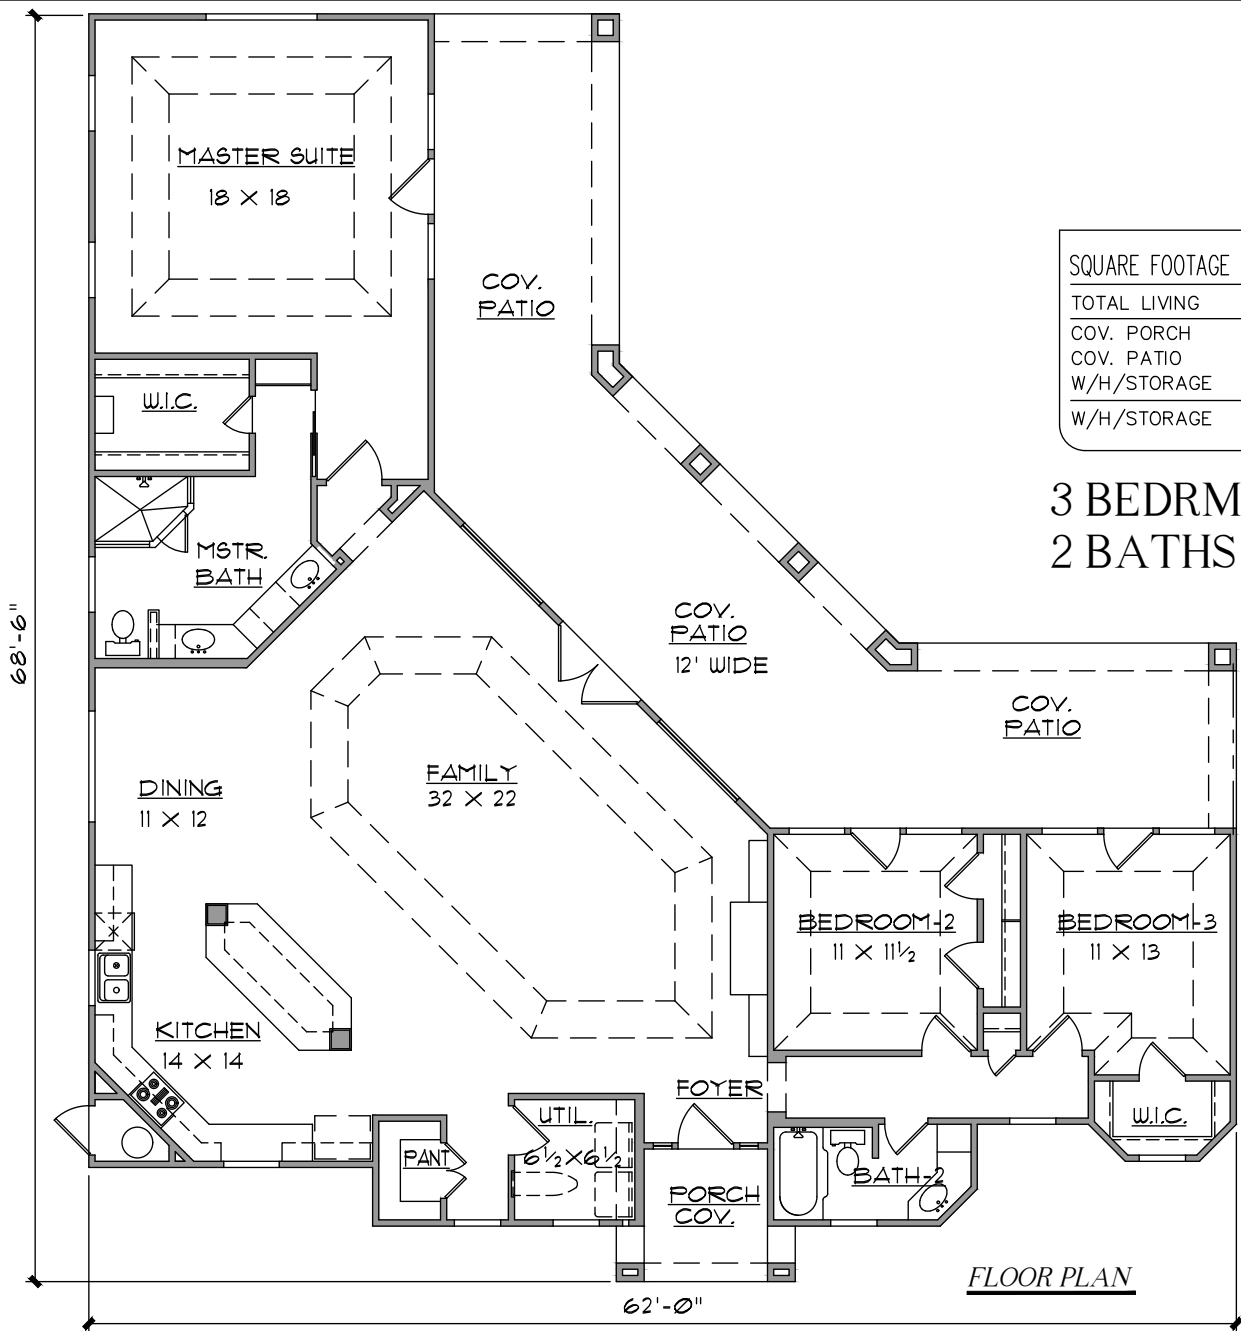 MASTER SUITE
18 X 18
COV.
PATIO
SQUARE FOOTAGE
TOTAL LIVING
COV. PORCH
COV. PATIO
W/H/STORAGE
W/H/STORAGE
3 BEDRM
2 BATHS
W.I.C.
MSTR.
BATH
68'-6"
COV.
PATIO
12' WIDE
COV.
PATIO
DINING
11 X 12
FAMILY
32 X 22
BEDROOM-2
11 X 11½
BEDROOM-3
11 X 13
KITCHEN
14 X 14
FOYER
UTIL.
6½X6½
PANT
W.I.C.
BATH-2
PORCH
COV.
FLOOR PLAN
62'-0"